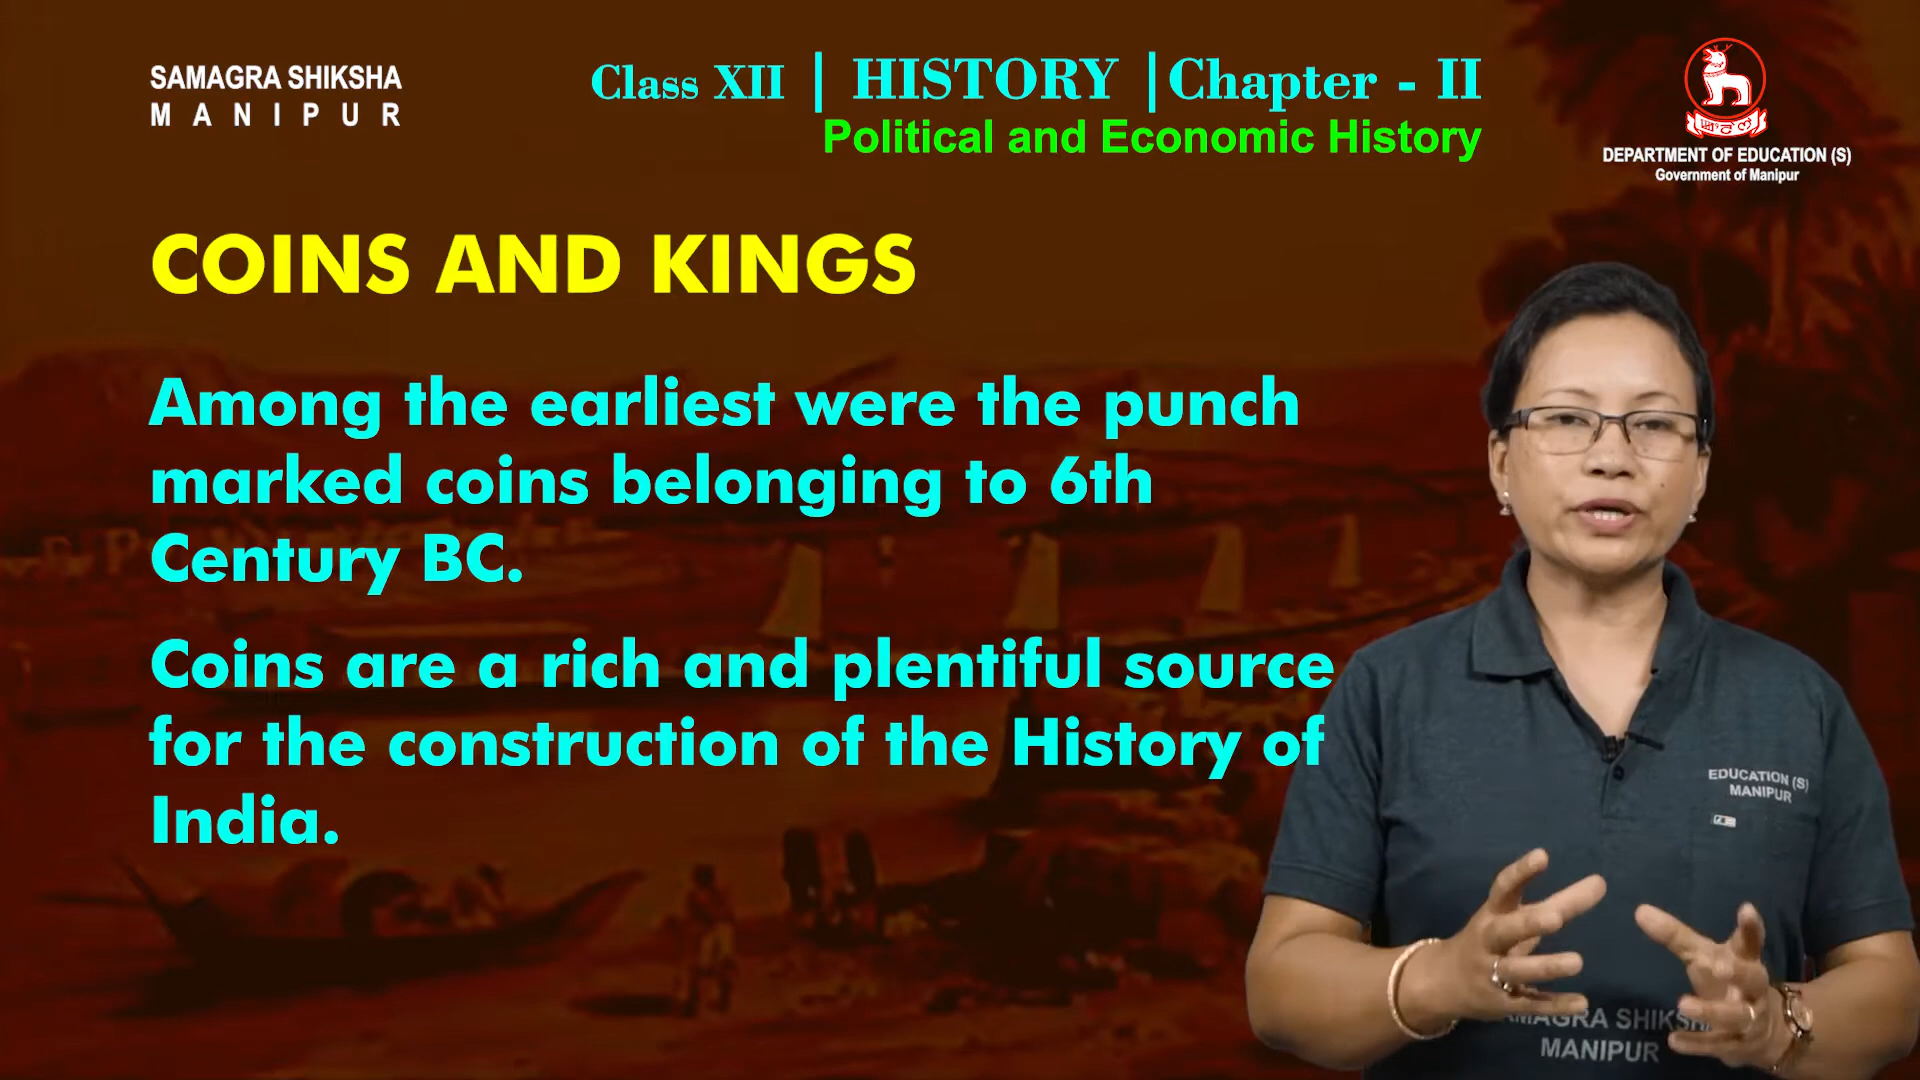 SAMAGRA SHIKSHA
MANIPUR
Class XII | HISTORY | Chapter - II
Political and Economic History
DEPARTMENT OF EDUCATION (S)
Government of Manipur
COINS AND KINGS
Among the earliest were the punch
marked coins belonging to 6th
Century BC.
Coins are a rich and plentiful source
for the construction of the History of
India.
EDUCATION (S)
MANIPUR
SHIKSHA
MANIPUR